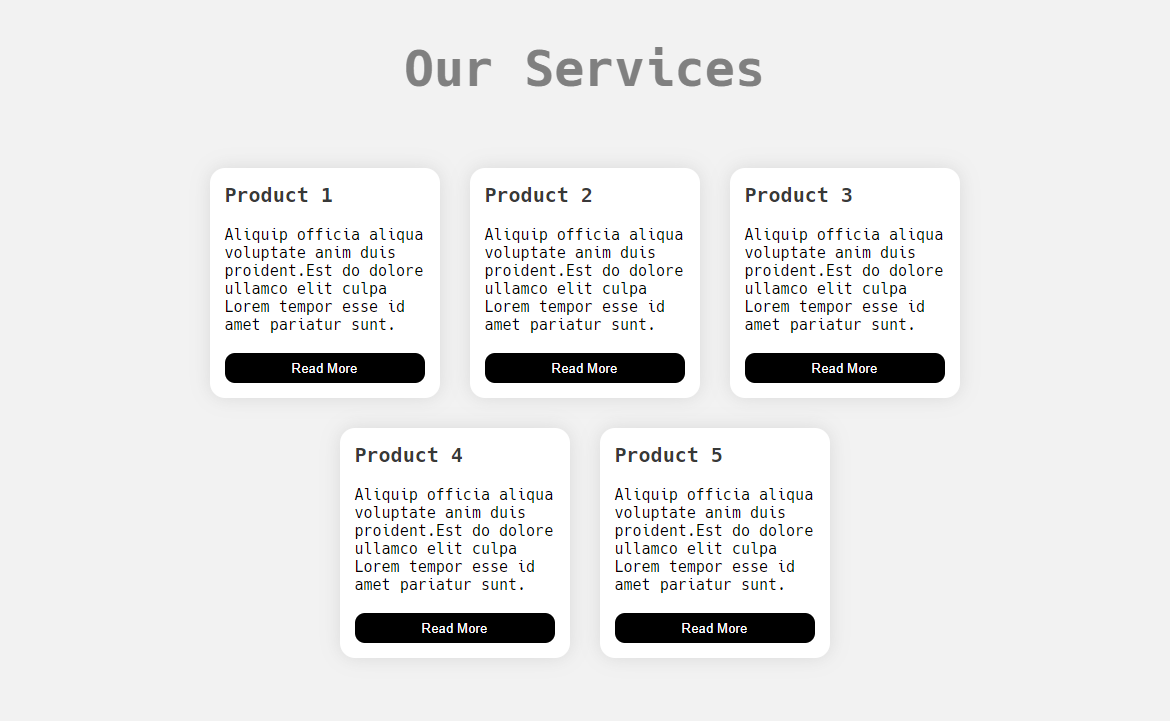 Our Services
Product 1
Aliquip officia aliqua
voluptate anim duis
proident.Est do dolore
ullamco elit culpa
Lorem tempor esse id
amet pariatur sunt.
Read More
Product 2
Aliquip officia aliqua
voluptate anim duis
proident.Est do dolore
ullamco elit culpa
Lorem tempor esse id
amet pariatur sunt.
Read More
Product 3
Aliquip officia aliqua
voluptate anim duis
proident.Est do dolore
ullamco elit culpa
Lorem tempor esse id
amet pariatur sunt.
Read More
Product 4
Aliquip officia aliqua
voluptate anim duis
proident.Est do dolore
ullamco elit culpa
Lorem tempor esse id
amet pariatur sunt.
Read More
Product 5
Aliquip officia aliqua
voluptate anim duis
proident.Est do dolore
ullamco elit culpa
Lorem tempor esse id
amet pariatur sunt.
Read More